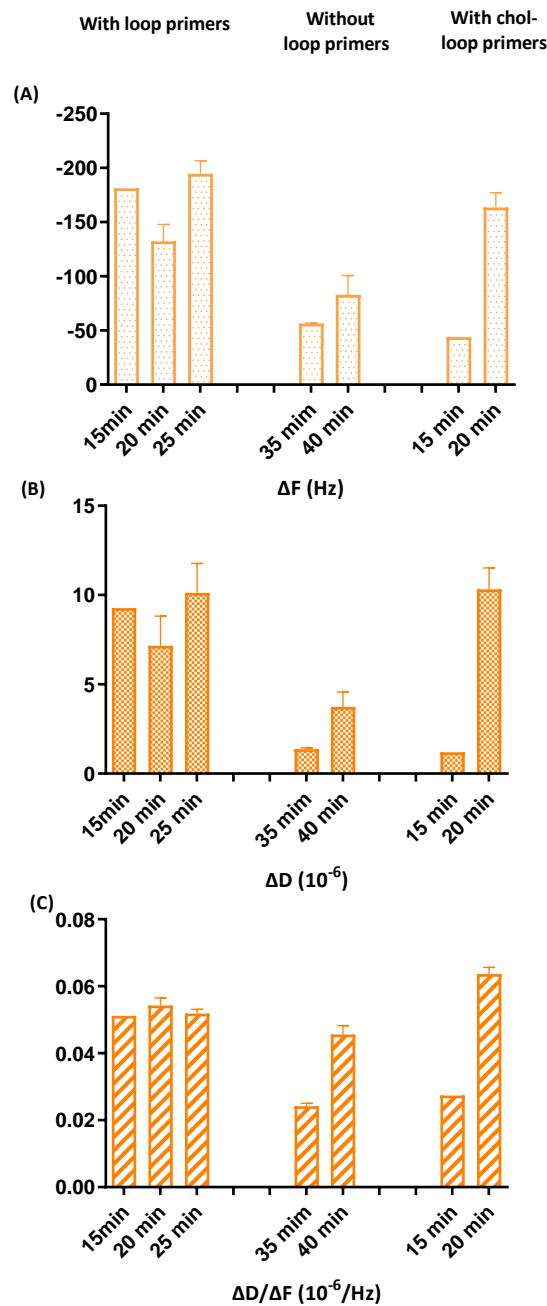 With loop primers
Without
loop primers
With chol-
loop primers
(A)
-250
-200
-150
-100
-50
0
15min
20 min
25 min
35 mim
40 min
15 min
20 min
ΔF (Hz)
(B)
15
10
5
0
15min
20 min
25 min
35 mim
40 min
15 min
20 min
ΔD (10⁻⁶)
(C)
0.08
0.06
0.04
0.02
0.00
15min
20 min
25 min
35 mim
40 min
15 min
20 min
ΔD/ΔF (10⁻⁶/Hz)